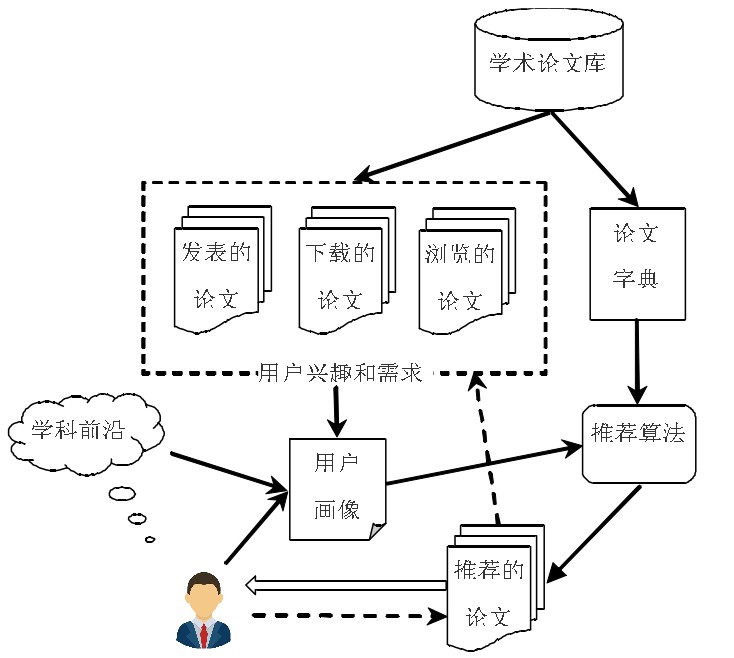 学术论文库
发表的
论文
下载的
论文
浏览的
论文
论文
字典
用户兴趣和需求
学科前沿
用户
画像
推荐算法
推荐的
论文